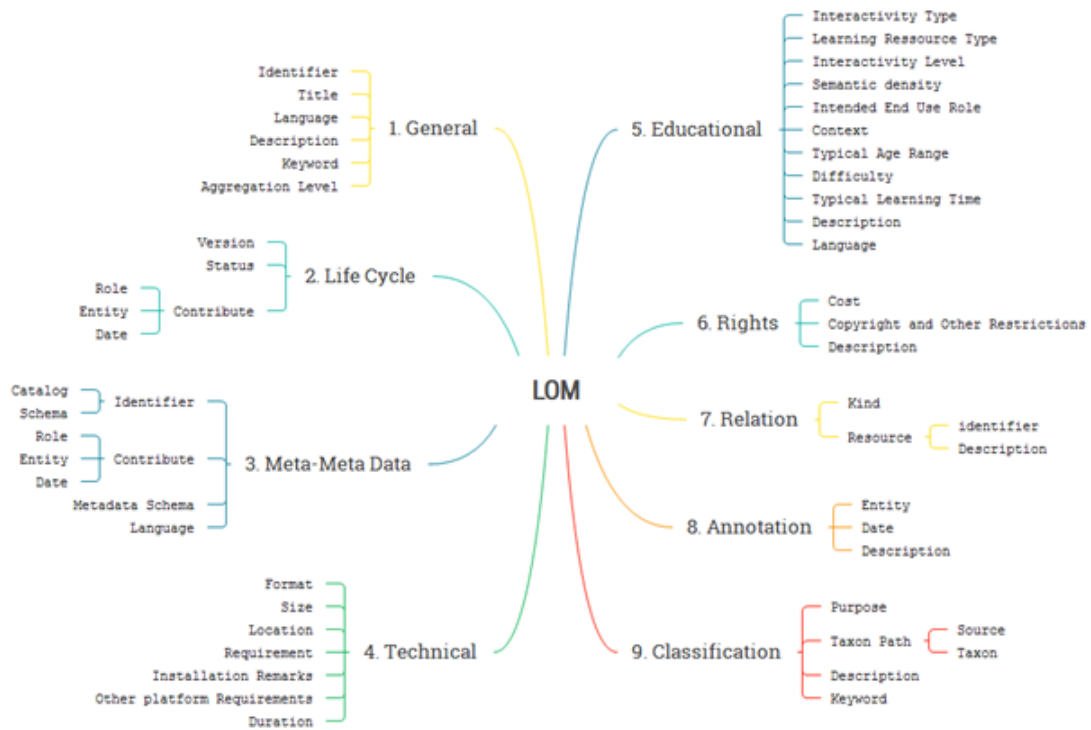 Identifier
Title
Language
Description
Keyword
Aggregation Level
1. General
Version
Status
Role
Entity
Date
Contribute
2. Life Cycle
Catalog
Schema
Identifier
Role
Entity
Date
Contribute
Metadata Schema
Language
3. Meta-Meta Data
Format
Size
Location
Requirement
Installation Remarks
Other platform Requirements
Duration
4. Technical
LOM
5. Educational
Interactivity Type
Learning Ressource Type
Interactivity Level
Semantic density
Intended End Use Role
Context
Typical Age Range
Difficulty
Typical Learning Time
Description
Language
6. Rights
Cost
Copyright and Other Restrictions
Description
7. Relation
Kind
Resource
identifier
Description
8. Annotation
Entity
Date
Description
9. Classification
Purpose
Taxon Path
Source
Taxon
Description
Keyword